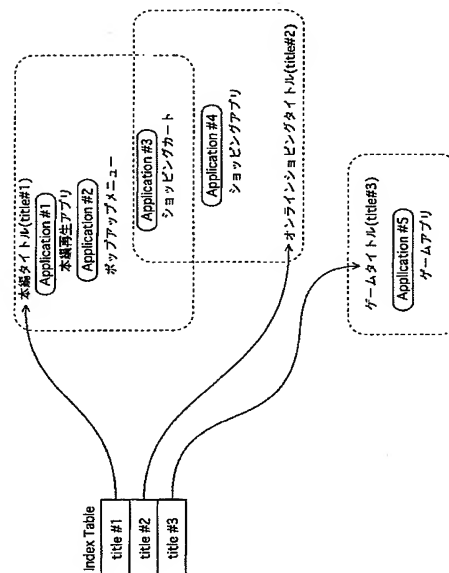 Index Table
title #1
title #2
title #3
本編タイトル(title#1)
Application #1
本編再生アプリ
Application #2
ポップアップメニュー
Application #3
ショッピングカート
Application #4
ショッピングアプリ
オンラインショッピングタイトル(title#2)
ゲームタイトル(title#3)
Application #5
ゲームアプリ